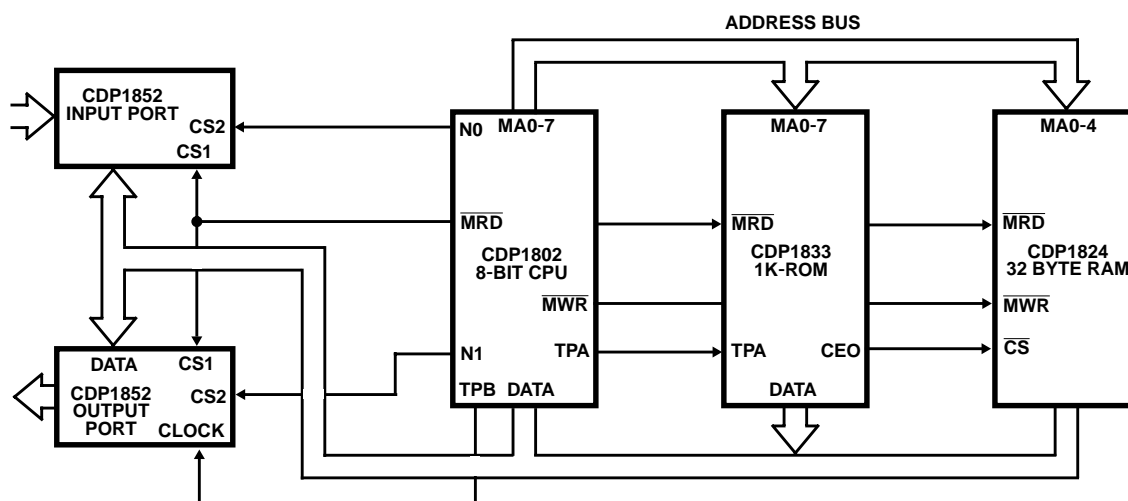 ADDRESS BUS
CDP1852
INPUT PORT
CS2
CS1
N0
MA0-7
MRD
CDP1802
8-BIT CPU
MWR
N1
TPA
TPB
DATA
MA0-7
MRD
CDP1833
1K-ROM
TPA
CEO
DATA
MA0-4
MRD
CDP1824
32 BYTE RAM
MWR
CS
DATA
CS1
CDP1852
OUTPUT
PORT
CS2
CLOCK